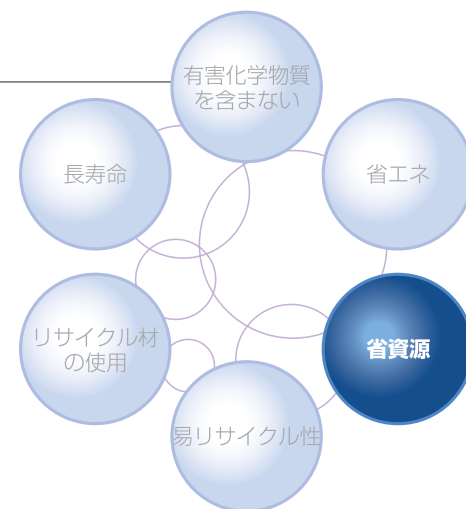 有害化学物質
を含まない
長寿命
省エネ
リサイクル材
の使用
省資源
易リサイクル性